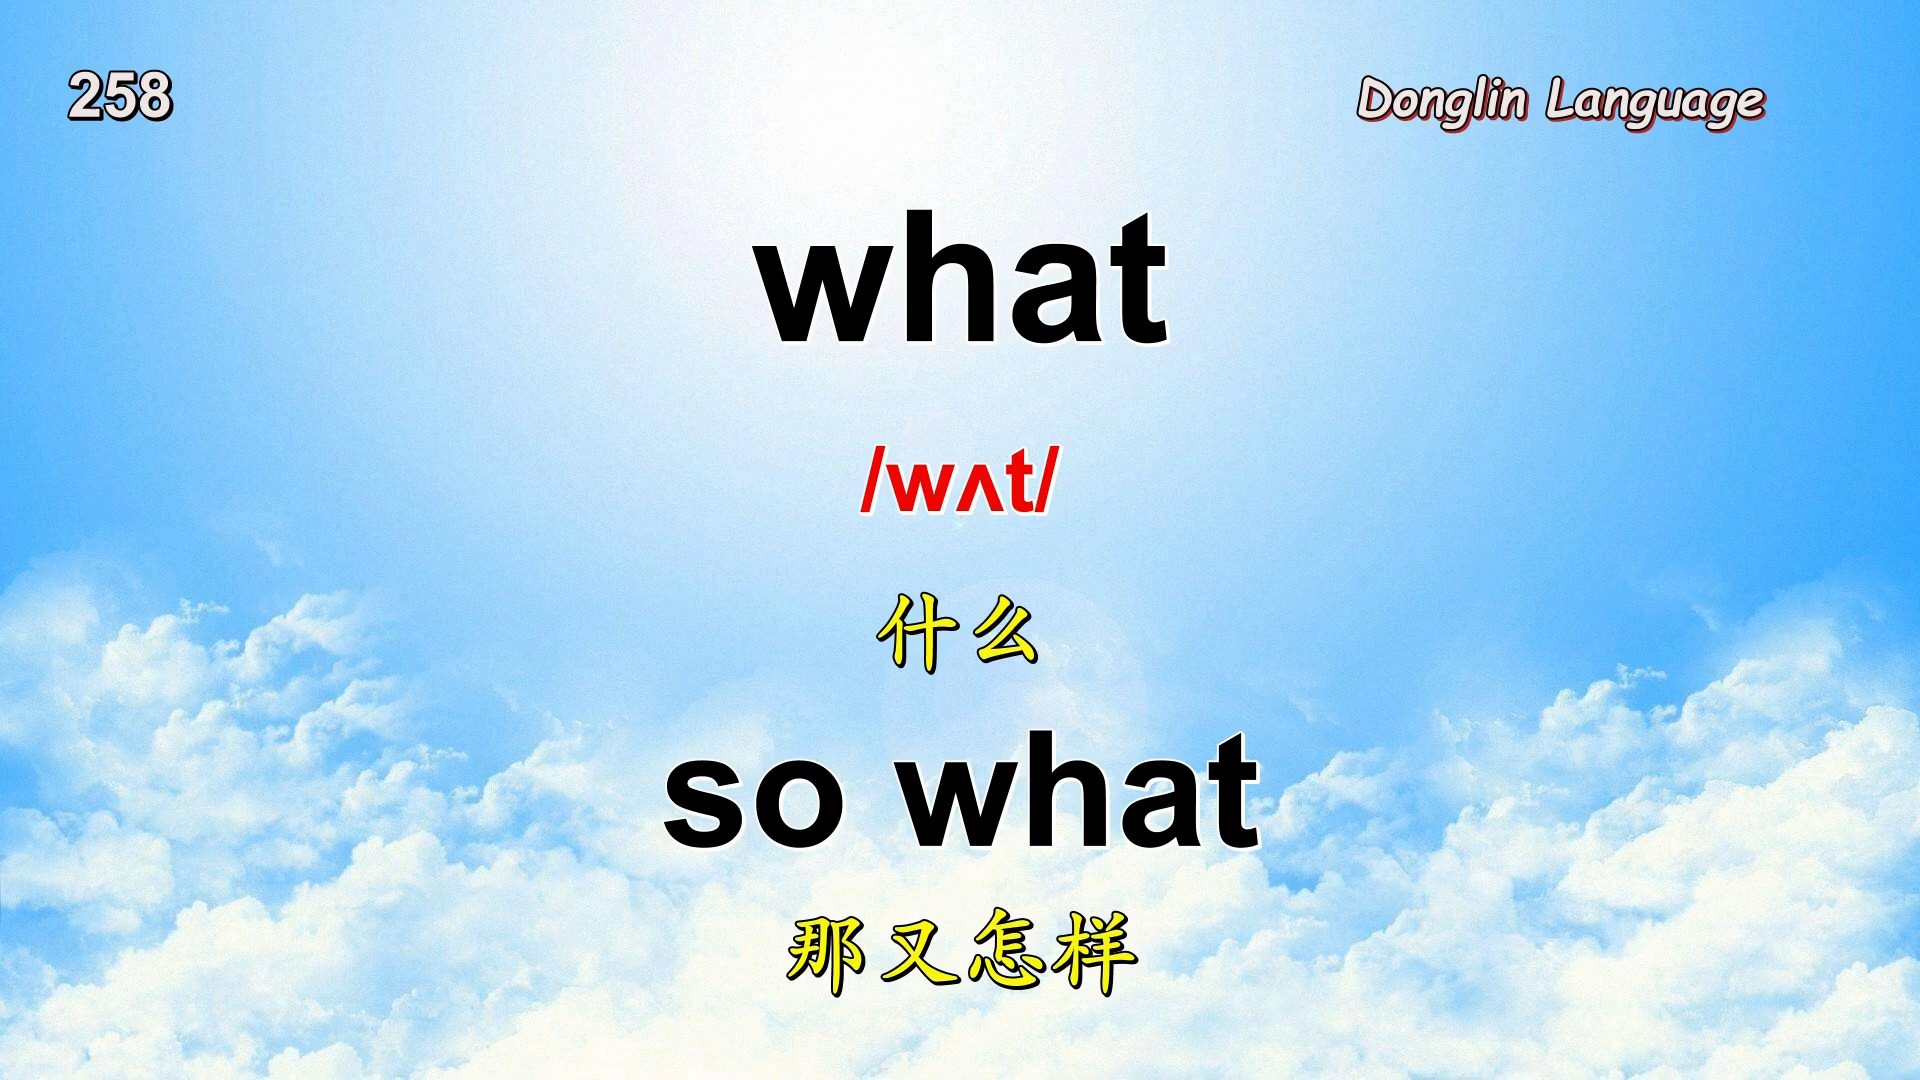 258
Donglin Language
what
/wʌt/
什么
so what
那又怎样